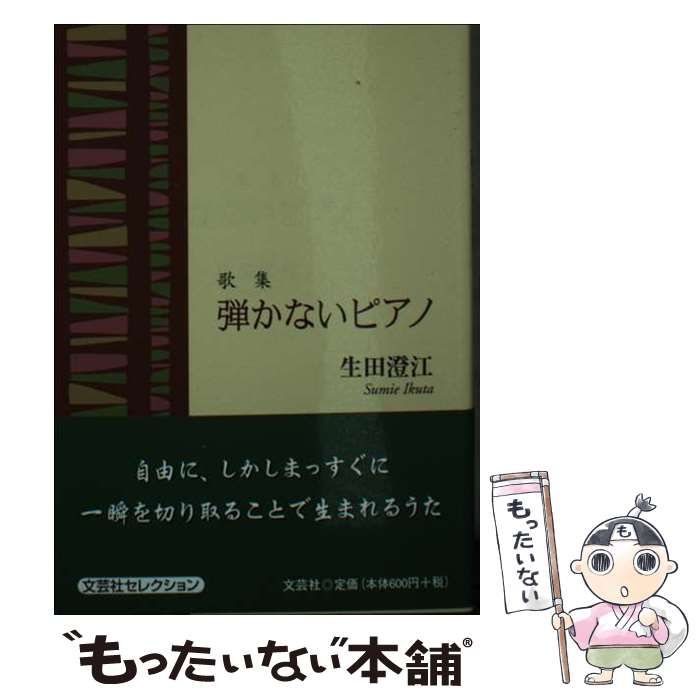 歌集
弾かないピアノ
生田澄江
Sumie Ikuta
自由に、しかしまっすぐに
一瞬を切り取ることで生まれるうた
文芸社セレクション
文芸社◎定価(本体600円+税)
もったいない
も
"もったいない"本舗®